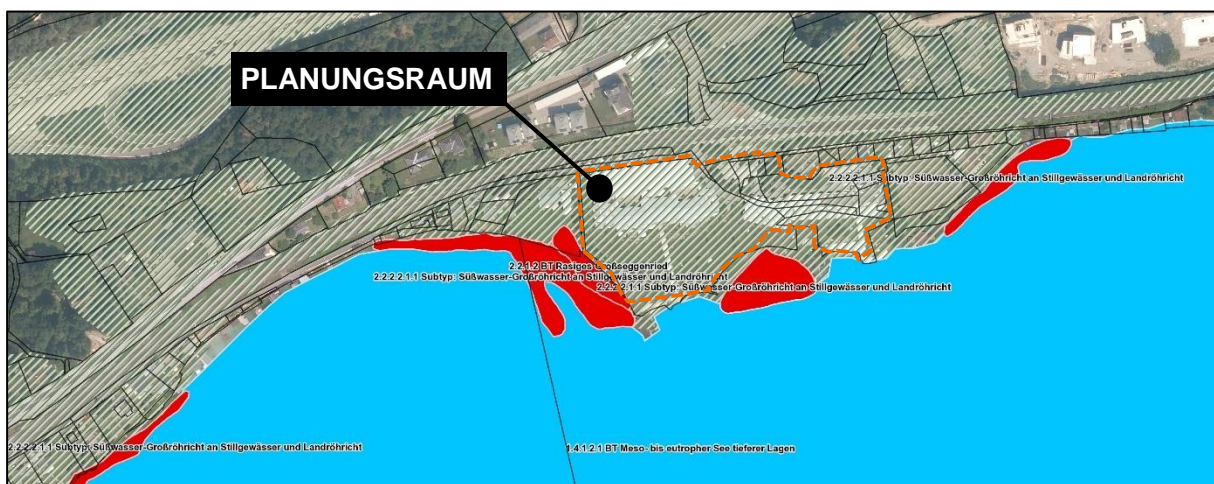 PLANUNGSRAUM
2.2.2.2.1.1 Subtyp: Süßwasser-Großröhricht an Stillgewässer und Landröhricht
2.2.1.2 BT Rasiges Großseggenried
2.2.2.2.1.1 Subtyp: Süßwasser-Großröhricht an Stillgewässer und Landröhricht
2.2.2.2.1.1 Subtyp: Süßwasser-Großröhricht an Stillgewässer und Landröhricht
2.2.2.2.1.1 Subtyp: Süßwasser-Großröhricht an Stillgewässer und Landröhricht
1.4.1.2.1 BT Meso- bis eutropher See tieferer Lagen